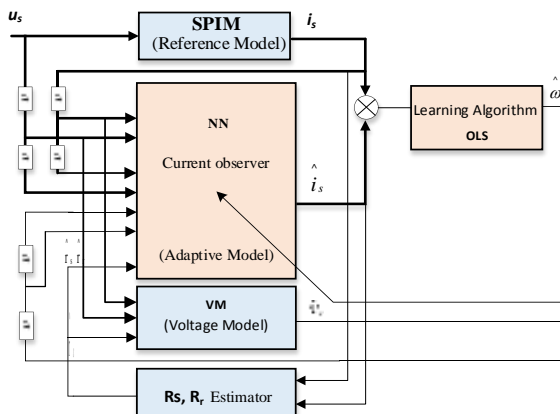 u_s
SPIM
(Reference Model)
i_s
NN
Current observer
(Adaptive Model)
î_s
Learning Algorithm
OLS
ω̂
VM
(Voltage Model)
Rs, R_r Estimator